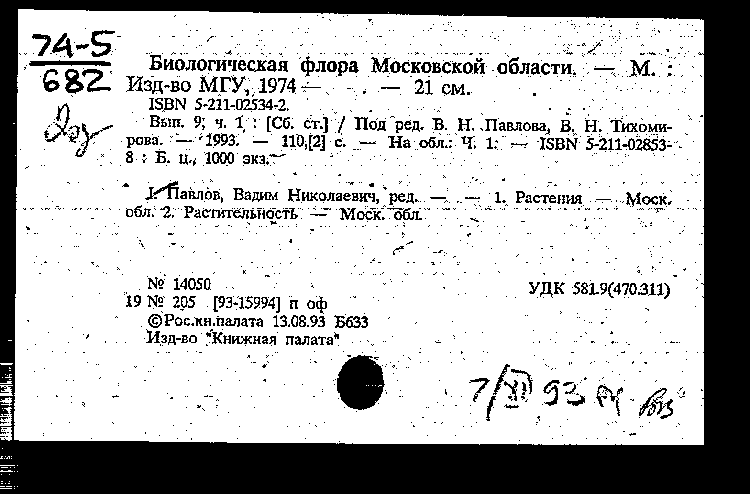 74-5
682
Биологическая флора Московской области. — М. :
Изд-во МГУ, 1974 — . — 21 см.
ISBN 5-211-02534-2.
Вып. 9, ч. 1 : [Сб. ст.] / Под ред. В. Н. Павлова, В. Н. Тихоми-
рова. — 1993. — 110,[2] с. — На обл.: Ч. 1. — ISBN 5-211-02853-
8 : Б. ц., 1000 экз.
I. Павлов, Вадим Николаевич, ред. — — 1. Растения — Моск.
обл. 2. Растительность — Моск. обл.
№ 14050
УДК 581.9(470.311)
19 № 205 [93-15994] п оф
©Рос.кн.палата 13.08.93 Б633
Изд-во "Книжная палата"
7/XII 93